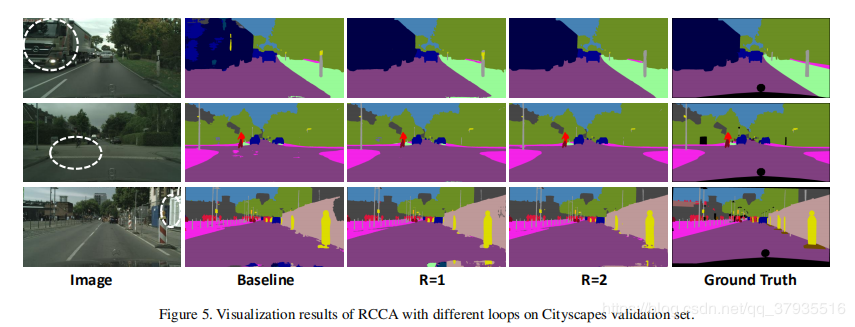 Image Baseline R=1 R=2 Ground Truth
Figure 5. Visualization results of RCCA with different loops on Cityscapes validation set.
https://blog.csdn.net/qq_37935516